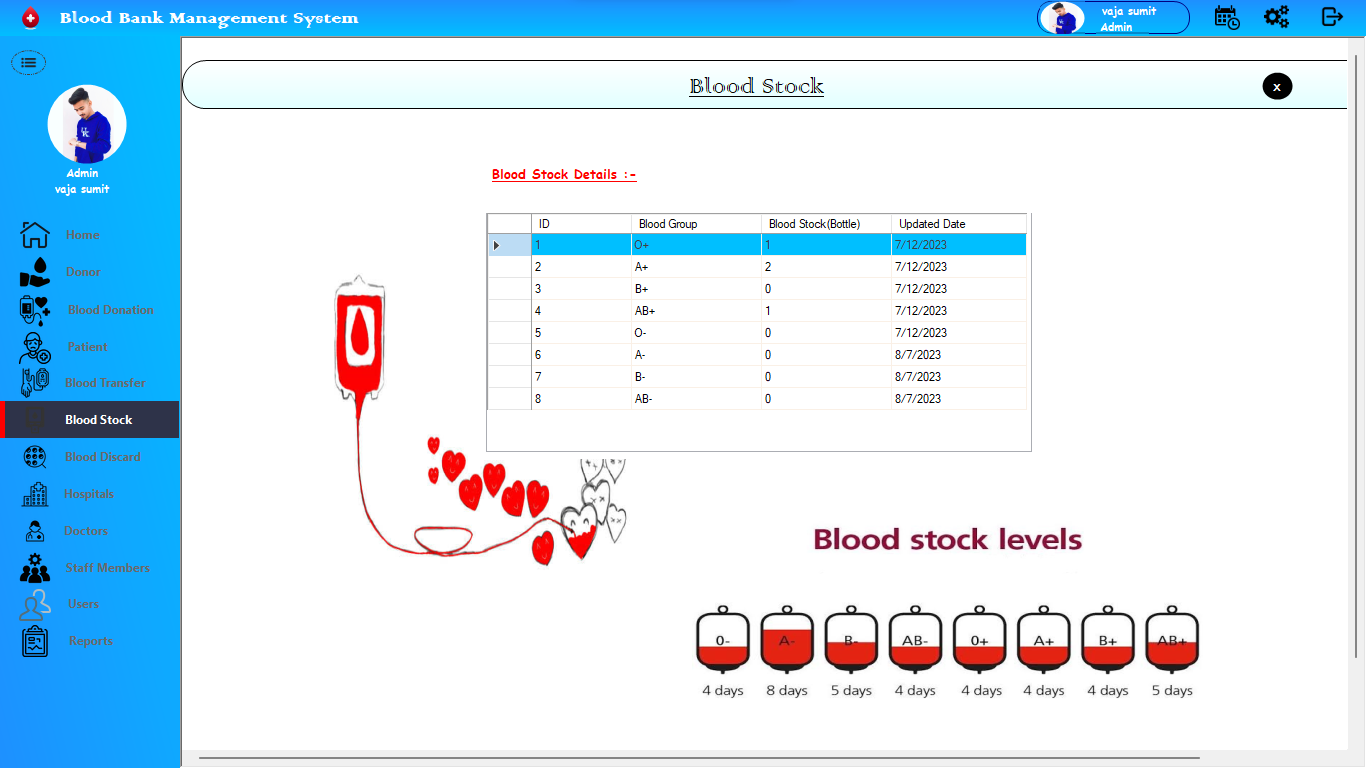 Blood Bank Management System
vaja sumit
Admin
Admin
vaja sumit
Home
Donor
Blood Donation
Patient
Blood Transfer
Blood Stock
Blood Discard
Hospitals
Doctors
Staff Members
Users
Reports
Blood Stock
x
Blood Stock Details :-
ID Blood Group Blood Stock(Bottle) Updated Date
1 O+ 1 7/12/2023
2 A+ 2 7/12/2023
3 B+ 0 7/12/2023
4 AB+ 1 7/12/2023
5 O- 0 7/12/2023
6 A- 0 8/7/2023
7 B- 0 8/7/2023
8 AB- 0 8/7/2023
Blood stock levels
O- A- B- AB- O+ A+ B+ AB+
4 days 8 days 5 days 4 days 4 days 4 days 4 days 5 days